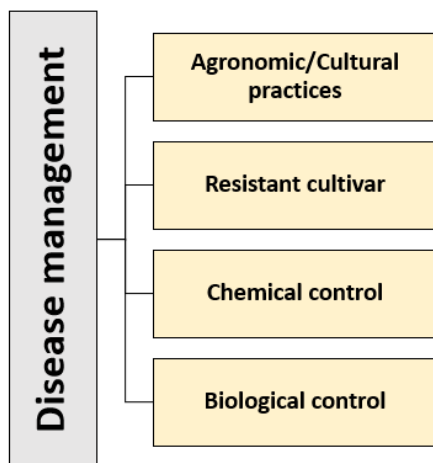 Disease management
Agronomic/Cultural
practices
Resistant cultivar
Chemical control
Biological control